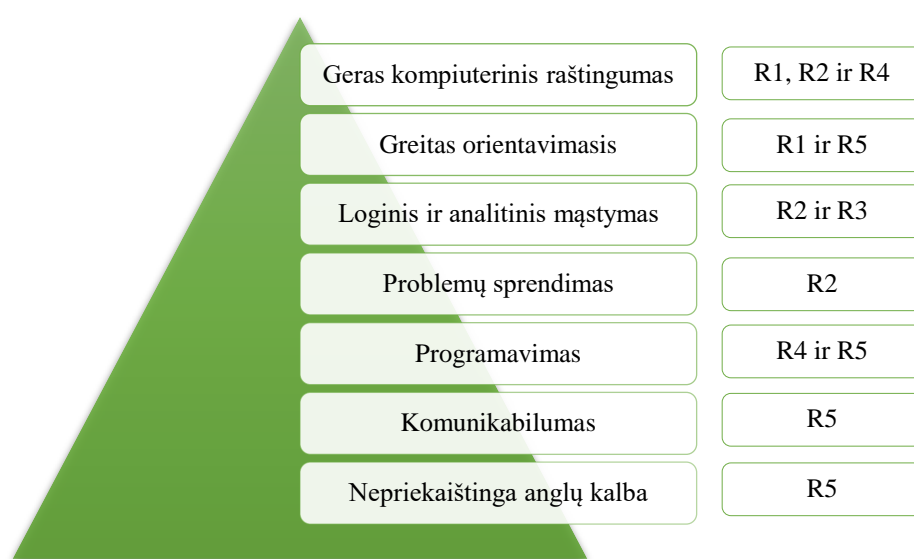 Geras kompiuterinis raštingumas
R1, R2 ir R4
Greitas orientavimasis
R1 ir R5
Loginis ir analitinis mąstymas
R2 ir R3
Problemų sprendimas
R2
Programavimas
R4 ir R5
Komunikabilumas
R5
Nepriekaištinga anglų kalba
R5